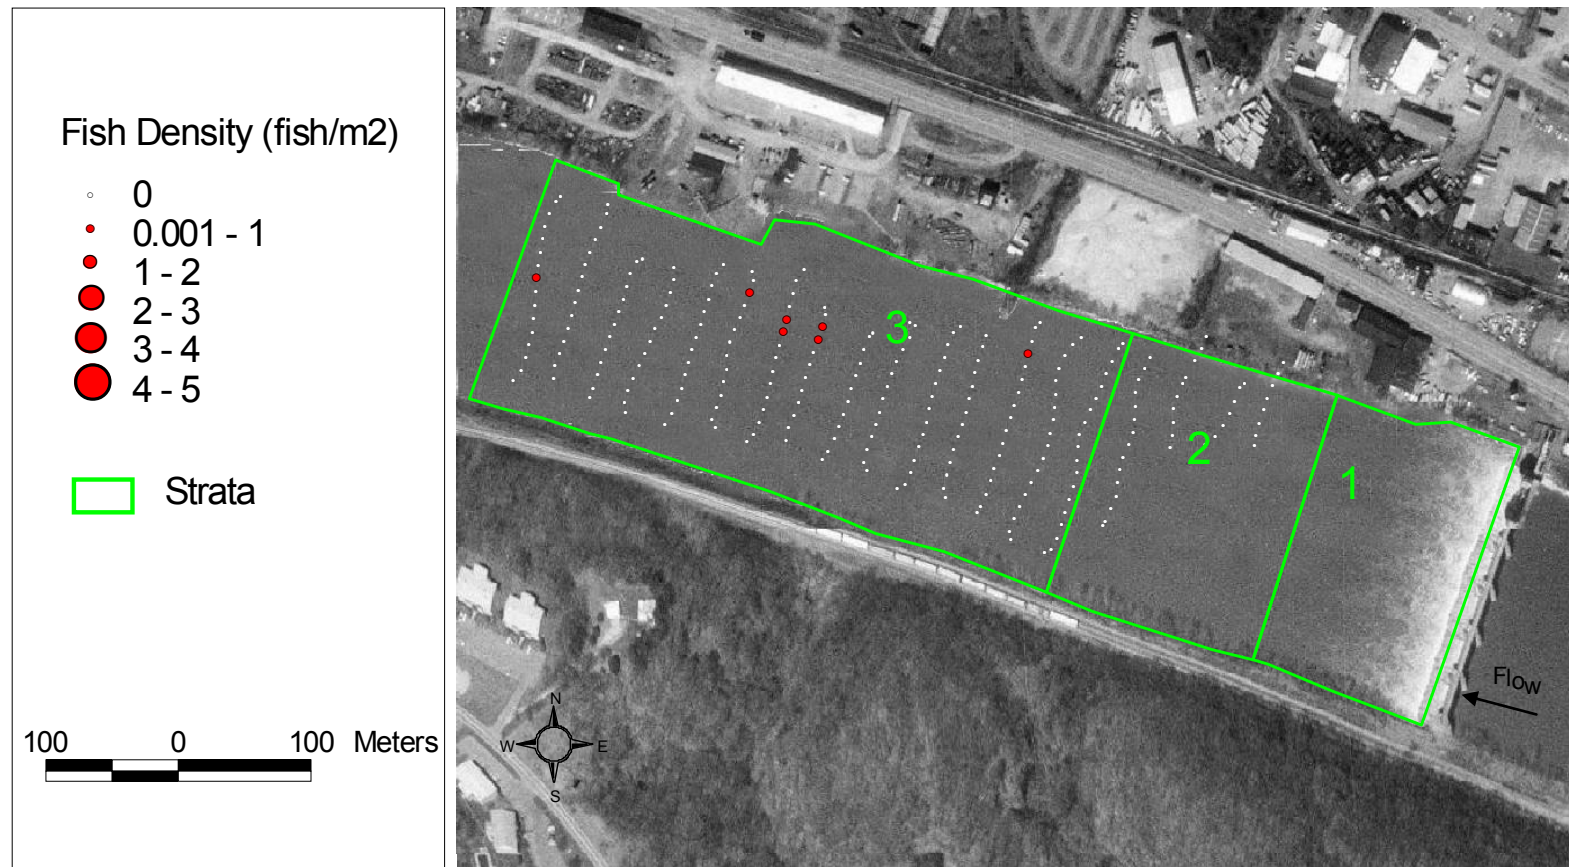 Fish Density (fish/m2)
0
0.001 - 1
1 - 2
2 - 3
3 - 4
4 - 5
Strata
100 0 100 Meters
3
2
1
Flow
N
W E
S